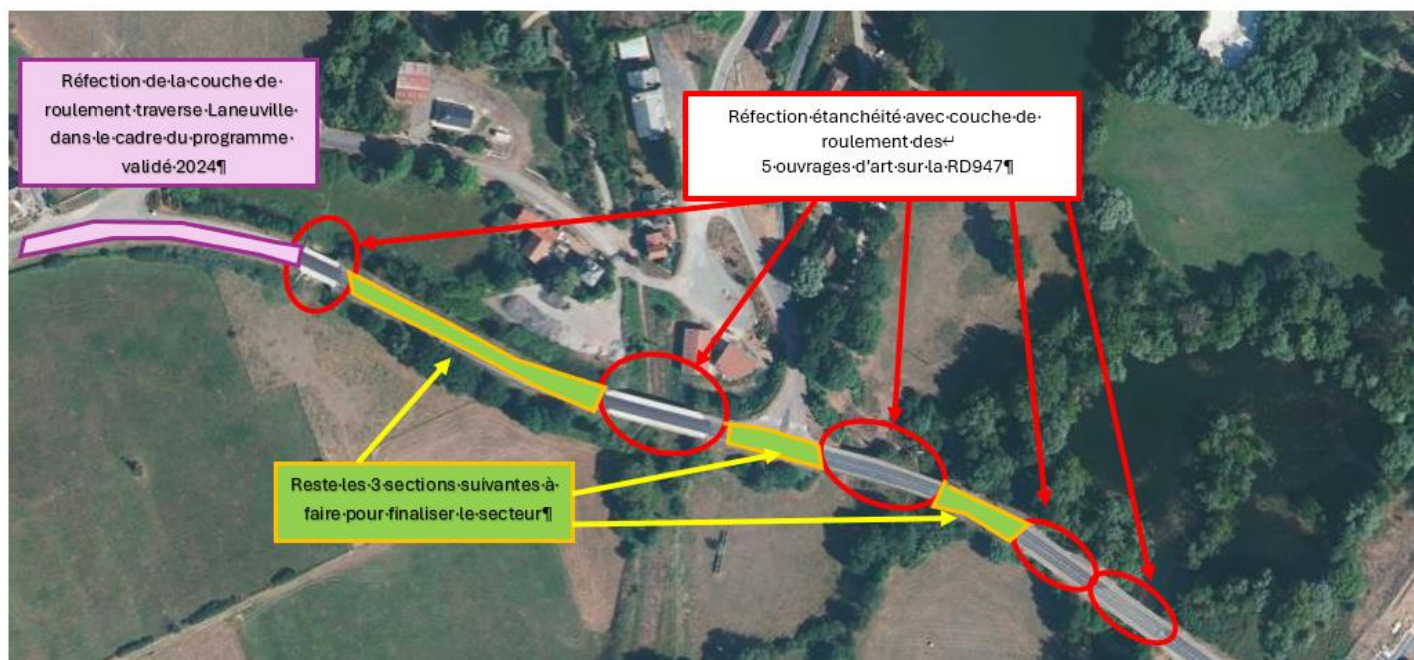 Réfection·de·la·couche·de·
roulement·traverse·Laneuville·
dans·le·cadre·du·programme·
validé·2024¶
Réfection·étanchéité·avec·couche·de·
roulement·des↵
5·ouvrages·d’art·sur·la·RD947¶
Reste·les·3·sections·suivantes·à·
faire·pour·finaliser·le·secteur¶